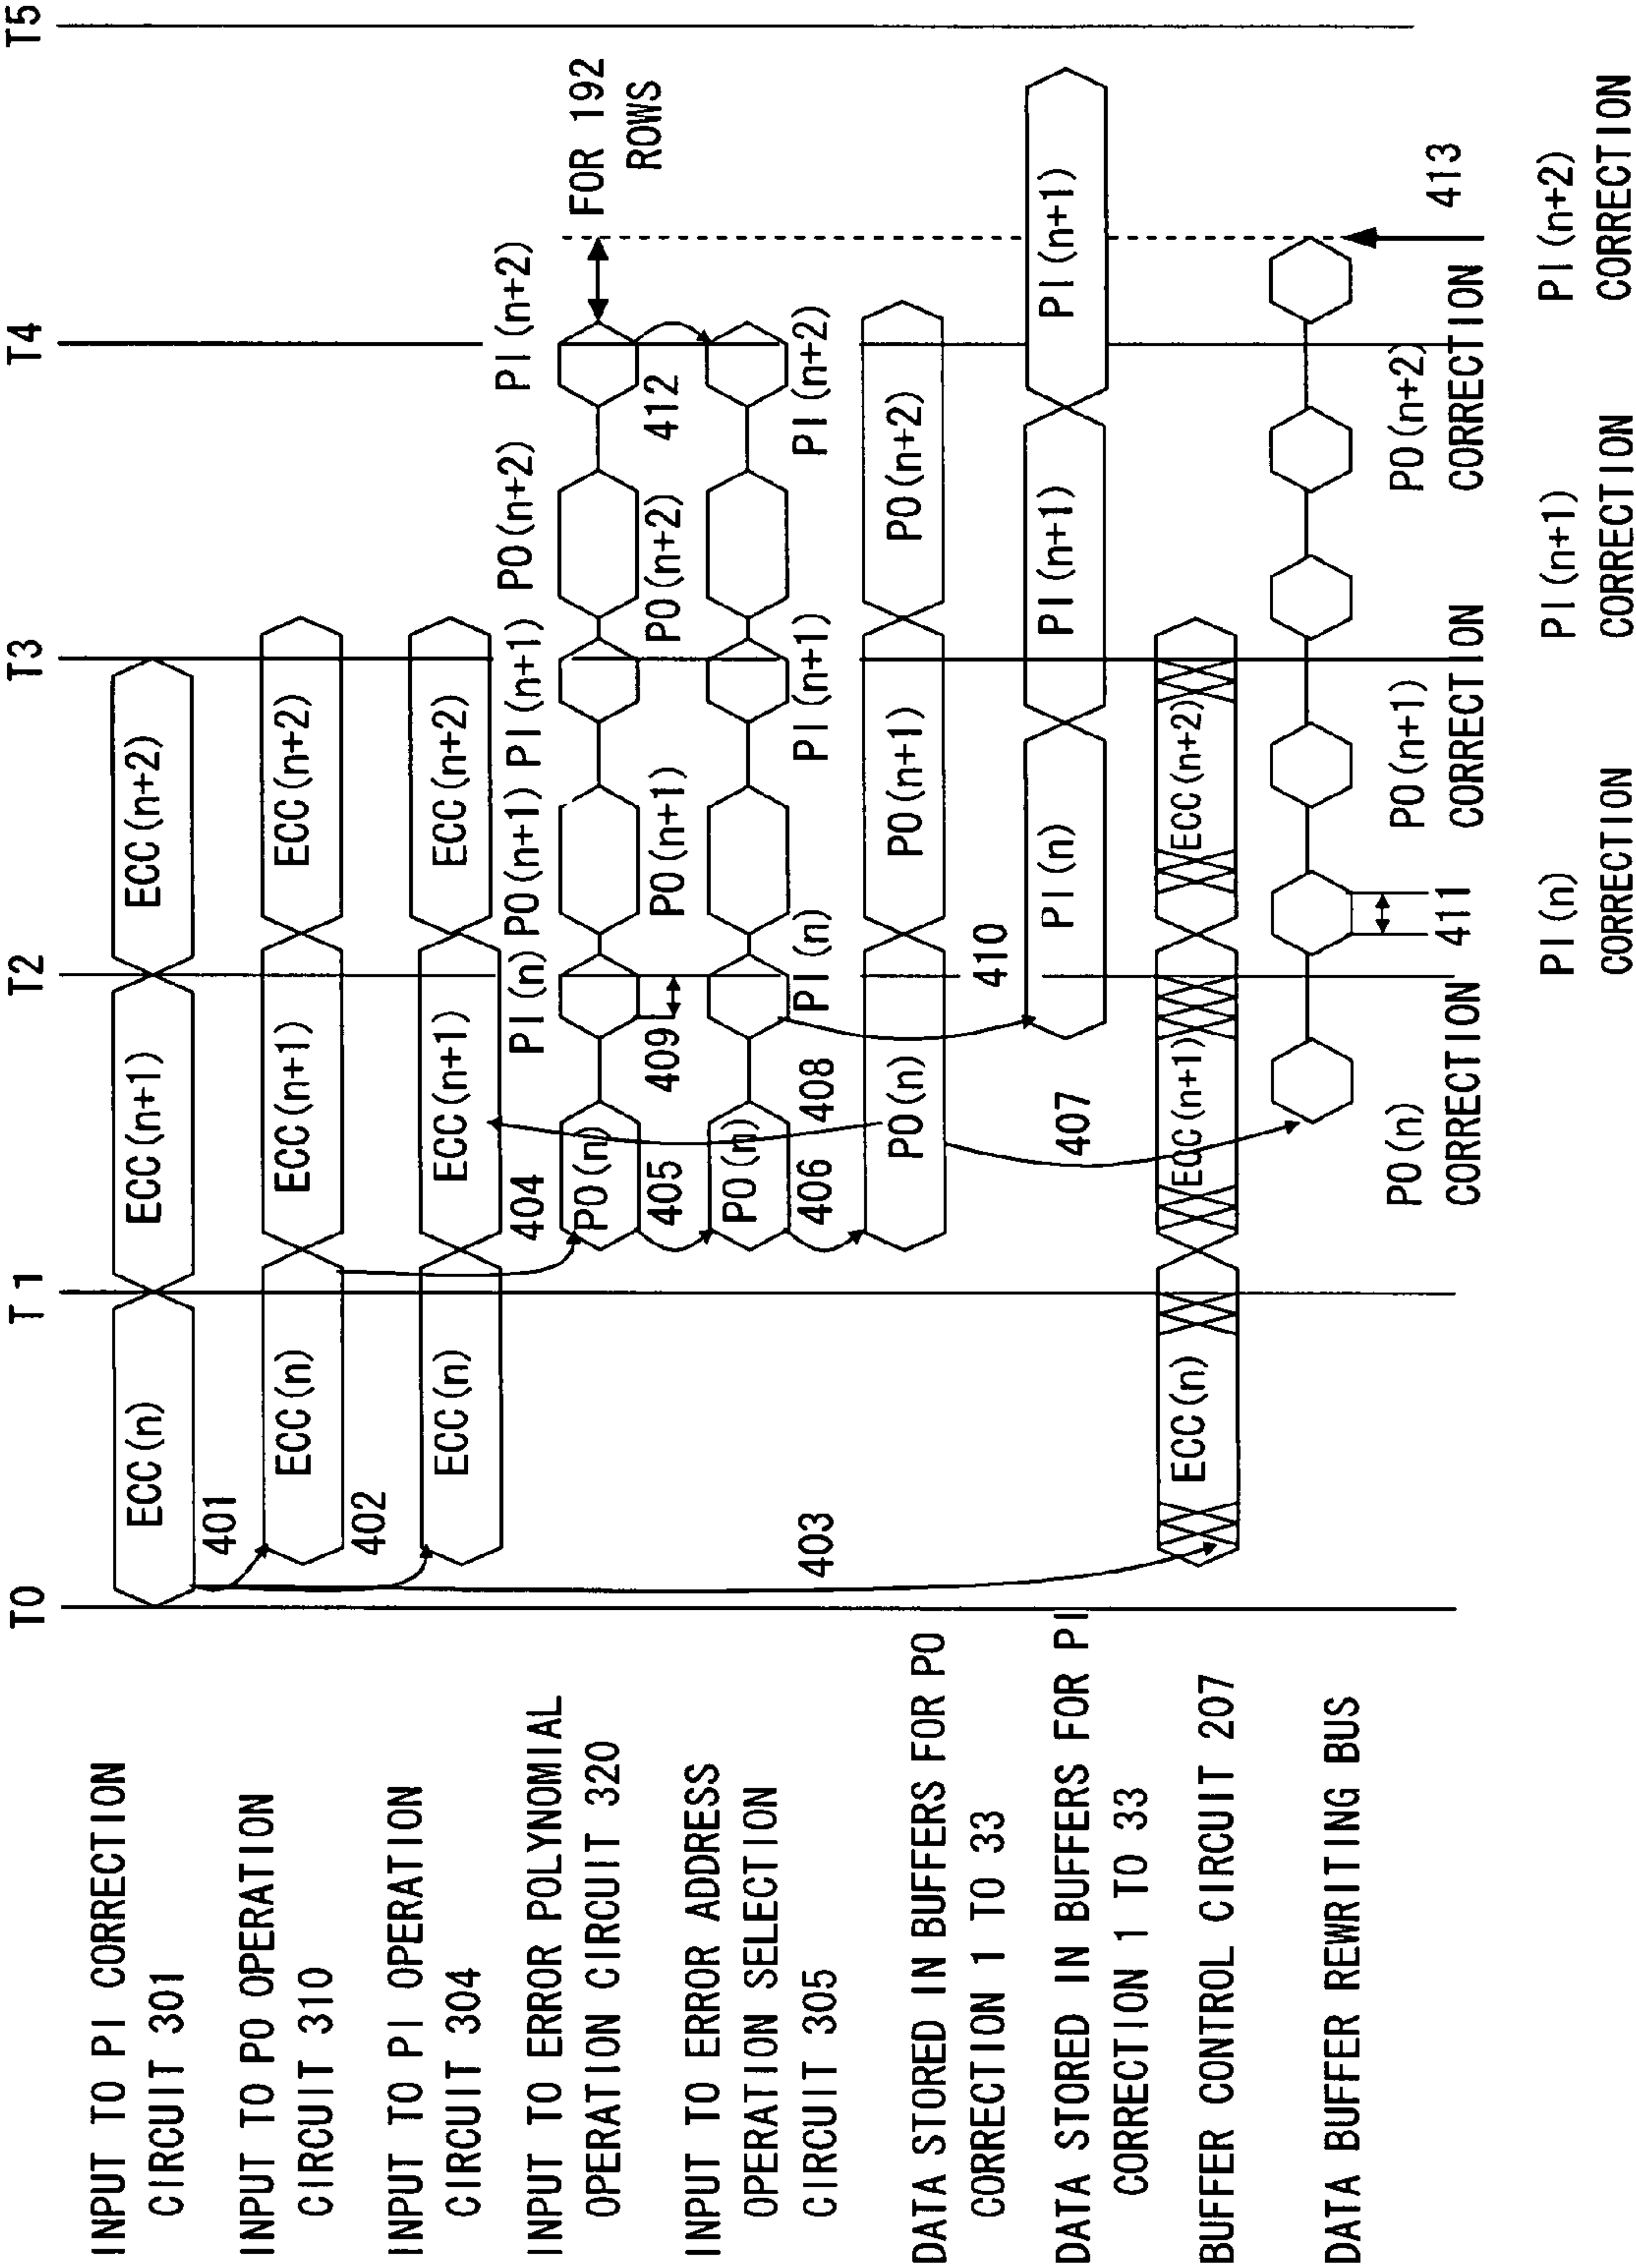 T0 T1 T2 T3 T4 T5
INPUT TO PI CORRECTION
CIRCUIT 301
ECC(n) ECC(n+1) ECC(n+2)
401
INPUT TO PO OPERATION
CIRCUIT 310
ECC(n) ECC(n+1) ECC(n+2)
402
INPUT TO PI OPERATION
CIRCUIT 304
ECC(n) ECC(n+1) ECC(n+2)
404 PI(n) PO(n+1) PI(n+1) PO(n+2) PI(n+2)
INPUT TO ERROR POLYNOMIAL
OPERATION CIRCUIT 320
PO(n)
FOR 192
ROWS
405 409 PO(n+1) PO(n+2) 412
INPUT TO ERROR ADDRESS
OPERATION SELECTION
CIRCUIT 305
PO(n)
403 406 408 PI(n) PI(n+1) PI(n+2)
DATA STORED IN BUFFERS FOR PO
CORRECTION 1 TO 33
PO(n) PO(n+1) PO(n+2)
410
DATA STORED IN BUFFERS FOR PI
CORRECTION 1 TO 33
PI(n) PI(n+1) PI(n+1)
407
BUFFER CONTROL CIRCUIT 207
ECC(n) ECC(n+1) ECC(n+2)
DATA BUFFER REWRITING BUS
PO(n)
CORRECTION
411
PO(n+1)
CORRECTION
PO(n+2)
CORRECTION
413
PI(n)
CORRECTION
PI(n+1)
CORRECTION
PI(n+2)
CORRECTION